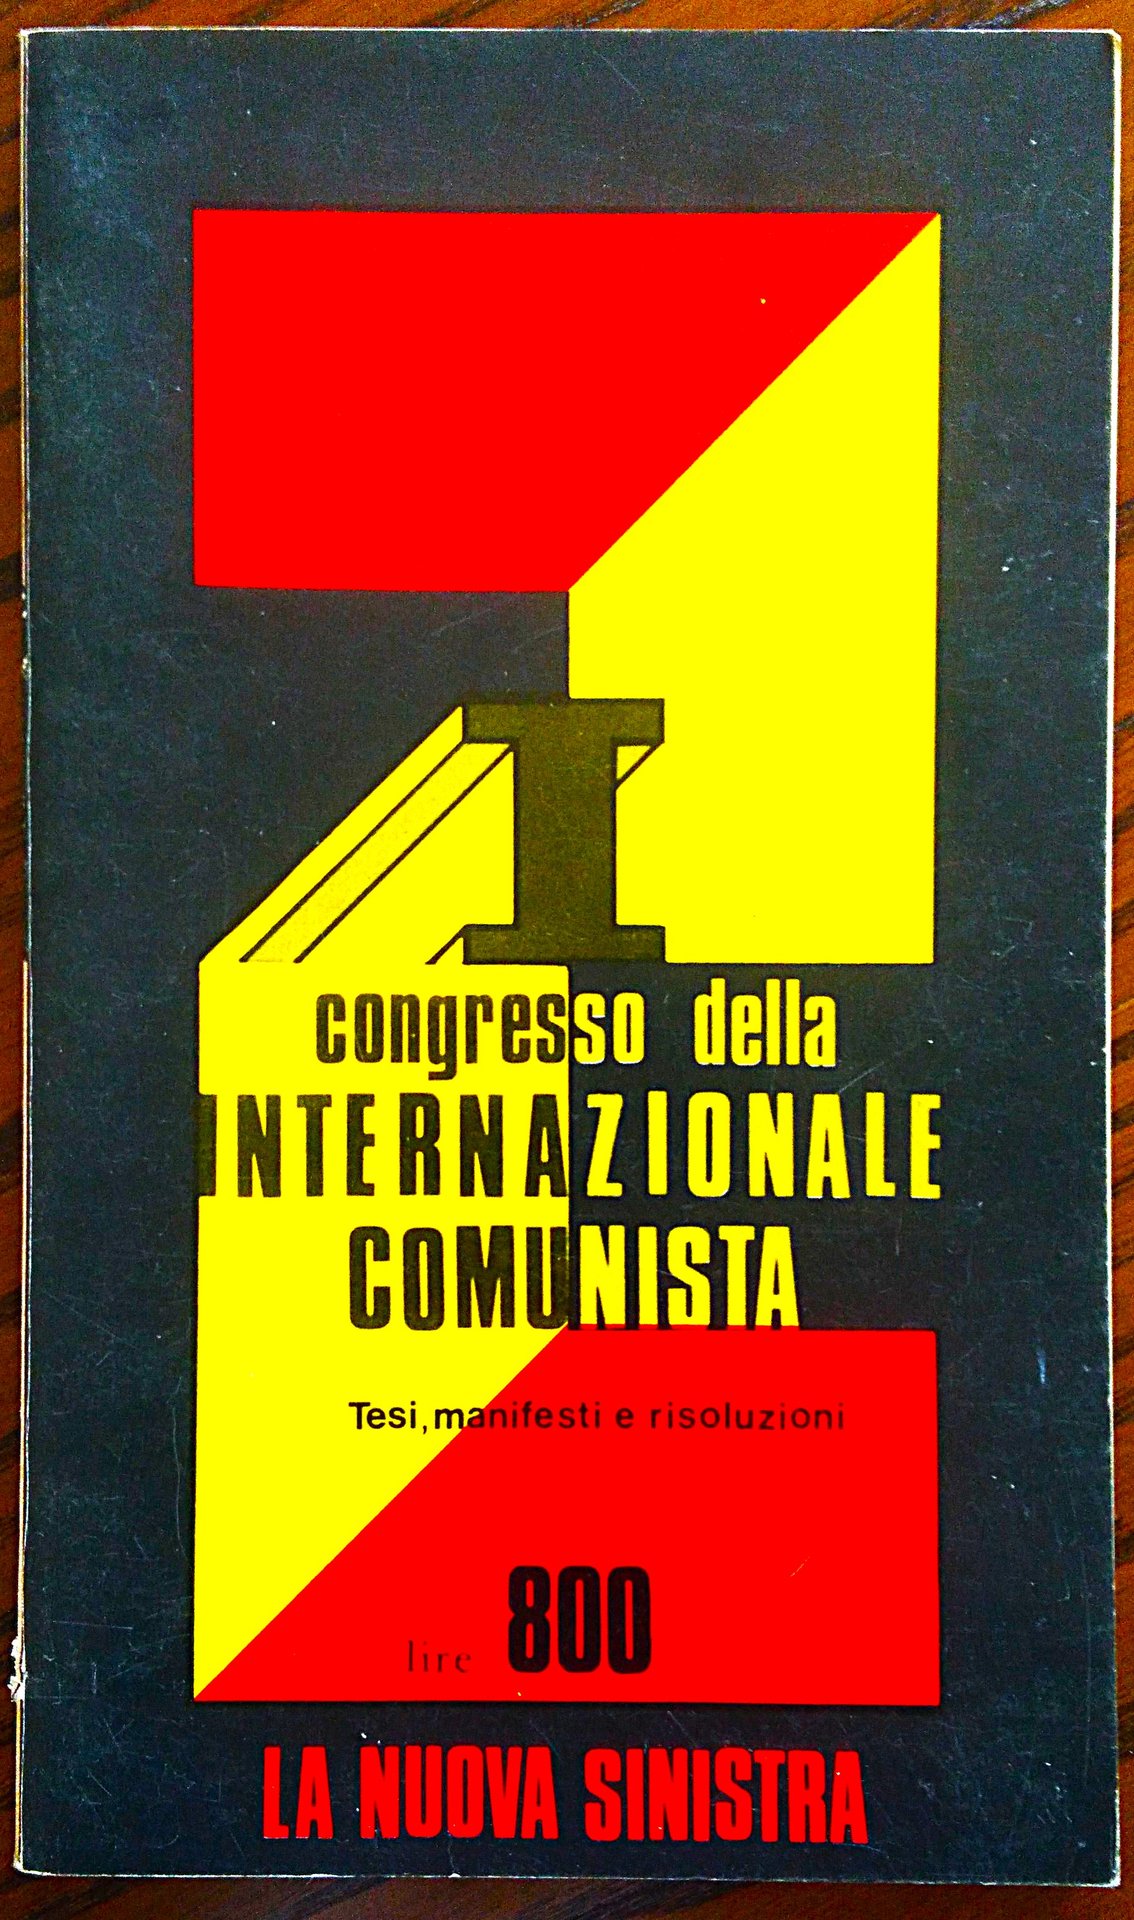 I
congresso della
INTERNAZIONALE
COMUNISTA
Tesi, manifesti e risoluzioni
lire 800
LA NUOVA SINISTRA